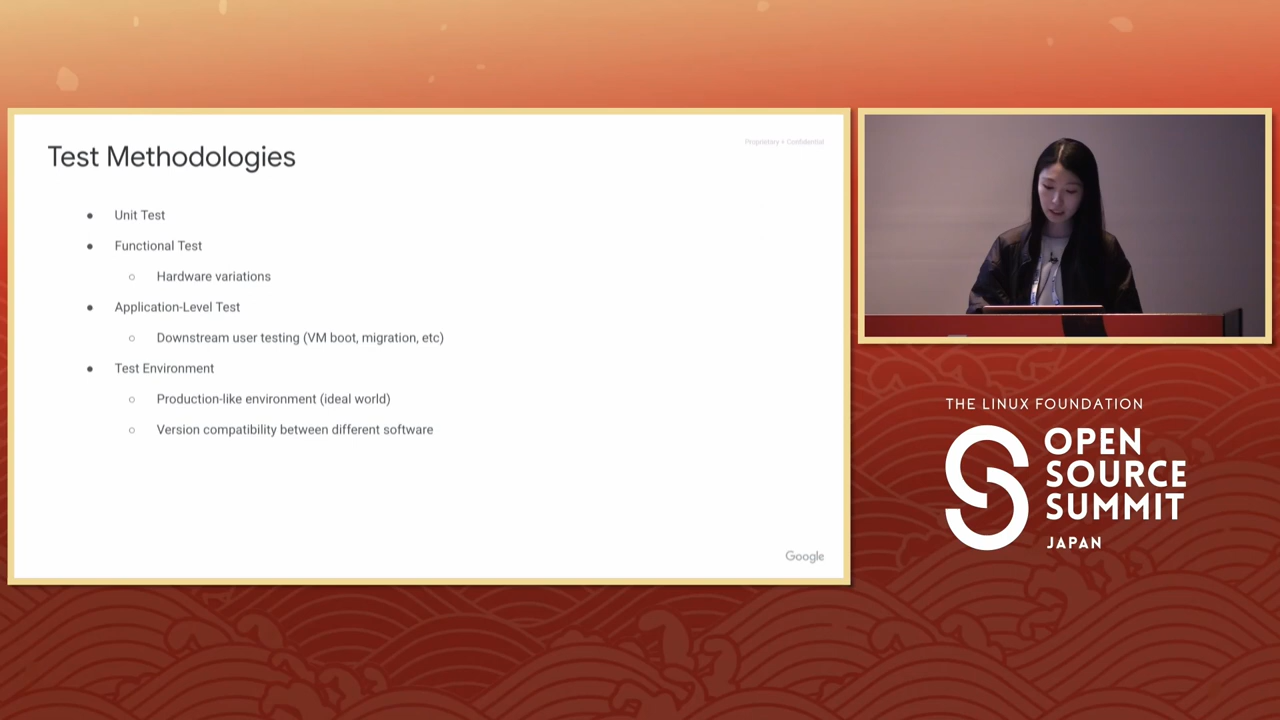 Test Methodologies
Proprietary + Confidential
● Unit Test
● Functional Test
○ Hardware variations
● Application-Level Test
○ Downstream user testing (VM boot, migration, etc)
● Test Environment
○ Production-like environment (ideal world)
○ Version compatibility between different software
Google
THE LINUX FOUNDATION
OPEN
SOURCE
SUMMIT
JAPAN